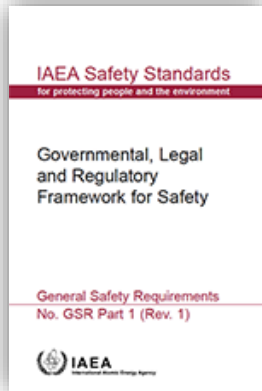 IAEA Safety Standards
for protecting people and the environment
Governmental, Legal
and Regulatory
Framework for Safety
General Safety Requirements
No. GSR Part 1 (Rev. 1)
IAEA
International Atomic Energy Agency